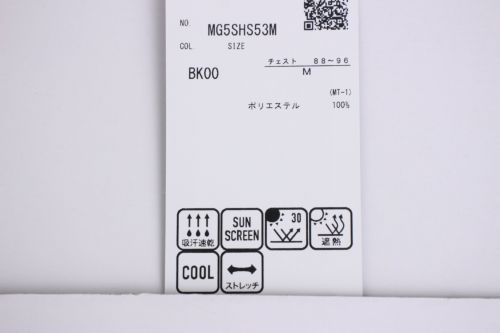 NO. MG5SHS53M
COL. SIZE
チェスト 88~96
BK00 M
(MT-1)
ポリエステル 100%
吸汗速乾
SUN SCREEN
30
遮熱
COOL
ストレッチ